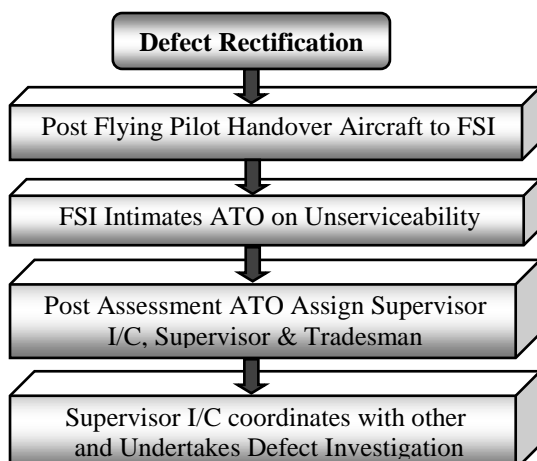 Defect Rectification
Post Flying Pilot Handover Aircraft to FSI
FSI Intimates ATO on Unserviceability
Post Assessment ATO Assign Supervisor
I/C, Supervisor & Tradesman
Supervisor I/C coordinates with other
and Undertakes Defect Investigation